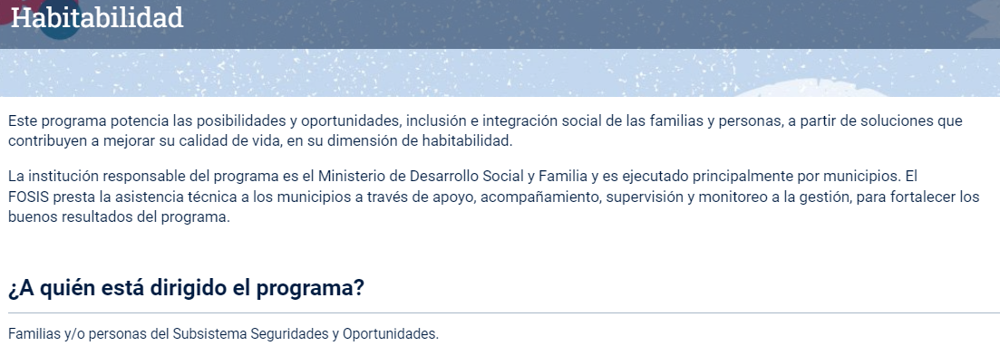 Habitabilidad
Este programa potencia las posibilidades y oportunidades, inclusión e integración social de las familias y personas, a partir de soluciones que
contribuyen a mejorar su calidad de vida, en su dimensión de habitabilidad.
La institución responsable del programa es el Ministerio de Desarrollo Social y Familia y es ejecutado principalmente por municipios. El
FOSIS presta la asistencia técnica a los municipios a través de apoyo, acompañamiento, supervisión y monitoreo a la gestión, para fortalecer los
buenos resultados del programa.
¿A quién está dirigido el programa?
Familias y/o personas del Subsistema Seguridades y Oportunidades.